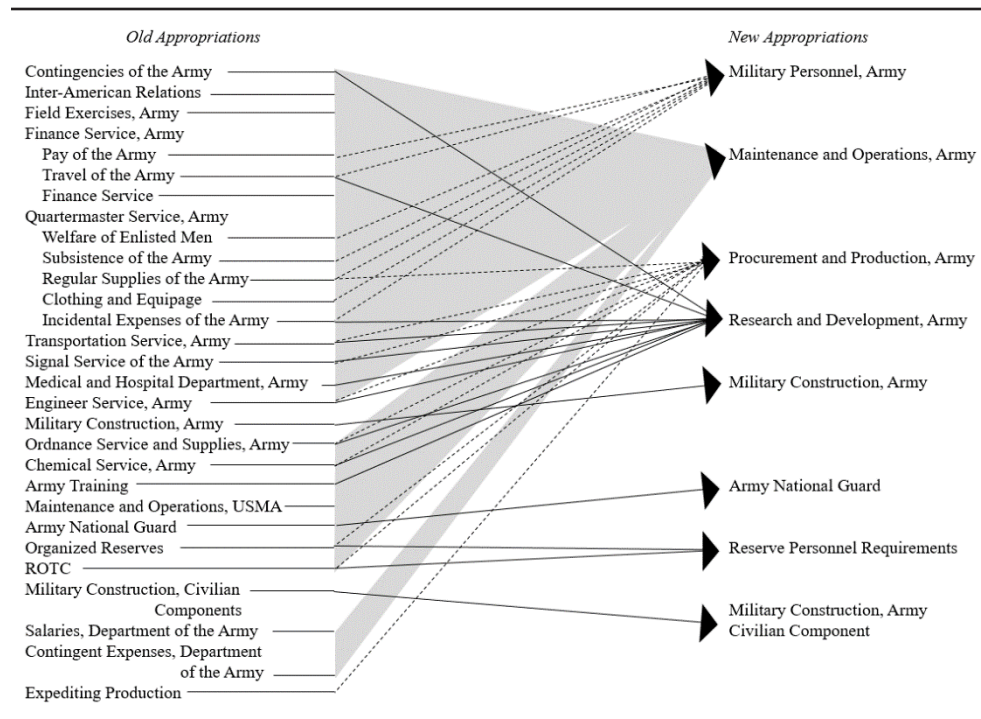 Old Appropriations
New Appropriations
Contingencies of the Army
Inter-American Relations
Field Exercises, Army
Finance Service, Army
Pay of the Army
Travel of the Army
Finance Service
Quartermaster Service, Army
Welfare of Enlisted Men
Subsistence of the Army
Regular Supplies of the Army
Clothing and Equipage
Incidental Expenses of the Army
Transportation Service, Army
Signal Service of the Army
Medical and Hospital Department, Army
Engineer Service, Army
Military Construction, Army
Ordnance Service and Supplies, Army
Chemical Service, Army
Army Training
Maintenance and Operations, USMA
Army National Guard
Organized Reserves
ROTC
Military Construction, Civilian
Components
Salaries, Department of the Army
Contingent Expenses, Department
of the Army
Expediting Production
Military Personnel, Army
Maintenance and Operations, Army
Procurement and Production, Army
Research and Development, Army
Military Construction, Army
Army National Guard
Reserve Personnel Requirements
Military Construction, Army
Civilian Component